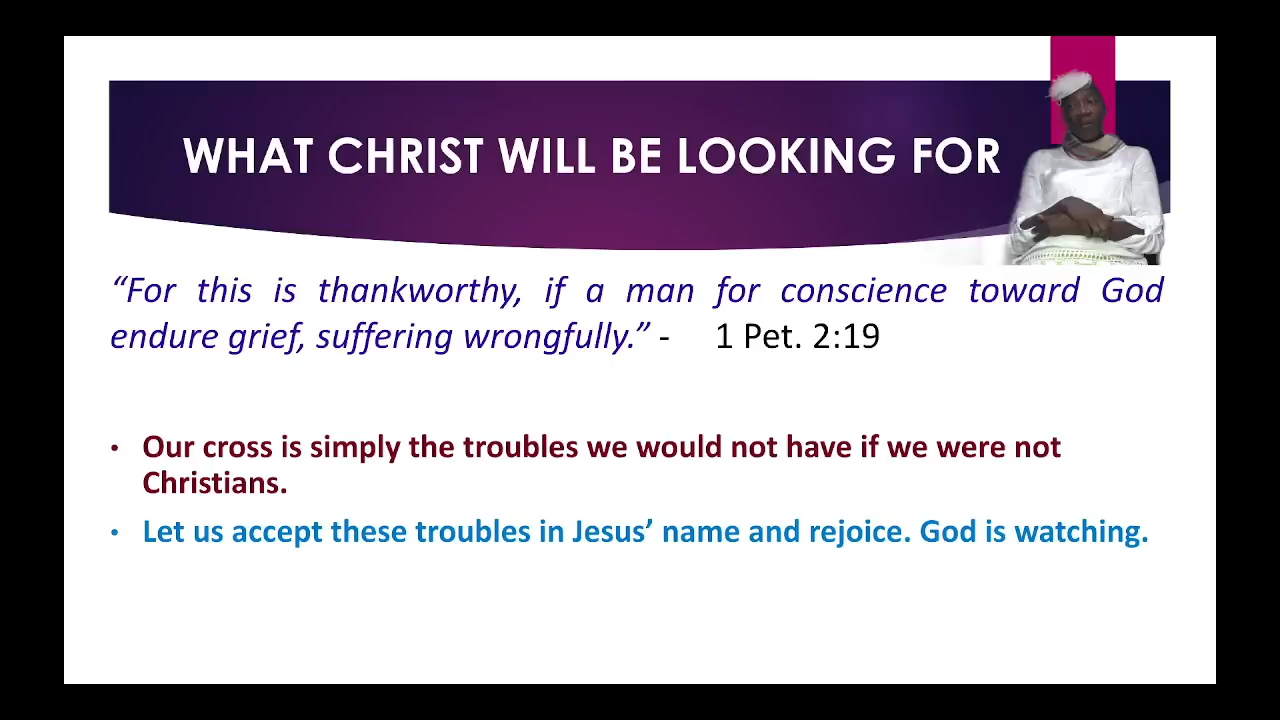 WHAT CHRIST WILL BE LOOKING FOR
“For this is thankworthy, if a man for conscience toward God
endure grief, suffering wrongfully.” - 1 Pet. 2:19
• Our cross is simply the troubles we would not have if we were not
Christians.
• Let us accept these troubles in Jesus’ name and rejoice. God is watching.